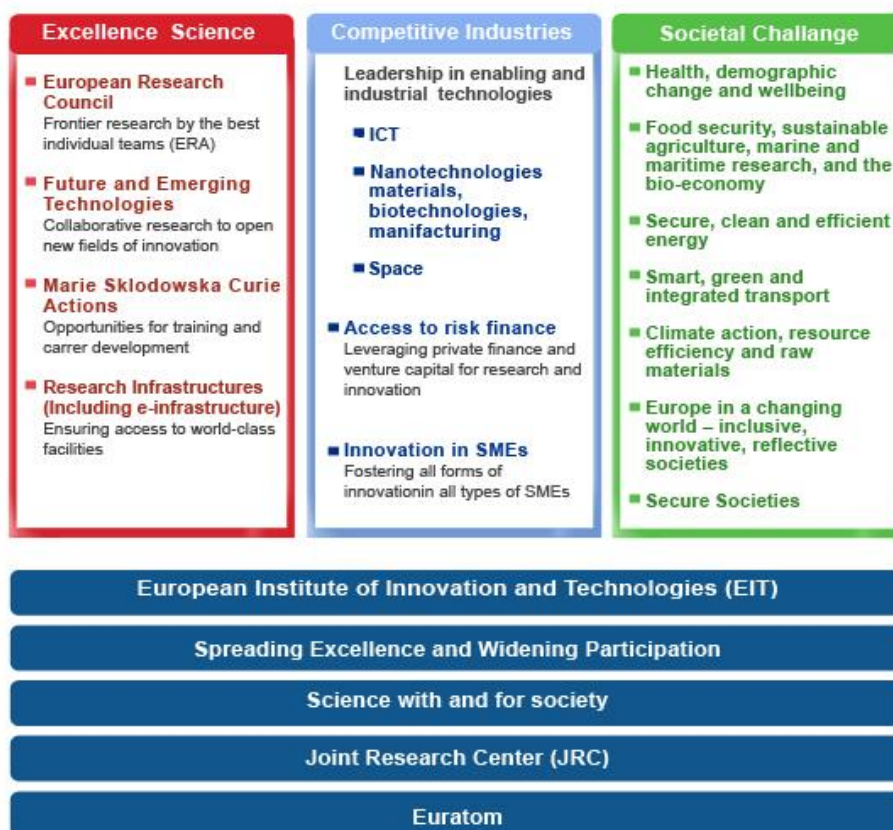 Excellence Science
European Research
Council
Frontier research by the best
individual teams (ERA)
Future and Emerging
Technologies
Collaborative research to open
new fields of innovation
Marie Sklodowska Curie
Actions
Opportunities for training and
carrer development
Research Infrastructures
(Including e-infrastructure)
Ensuring access to world-class
facilities
Competitive Industries
Leadership in enabling and
industrial technologies
ICT
Nanotechnologies
materials,
biotechnologies,
manifacturing
Space
Access to risk finance
Leveraging private finance and
venture capital for research and
innovation
Innovation in SMEs
Fostering all forms of
innovationin all types of SMEs
Societal Challange
Health, demographic
change and wellbeing
Food security, sustainable
agriculture, marine and
maritime research, and the
bio-economy
Secure, clean and efficient
energy
Smart, green and
integrated transport
Climate action, resource
efficiency and raw
materials
Europe in a changing
world – inclusive,
innovative, reflective
societies
Secure Societies
European Institute of Innovation and Technologies (EIT)
Spreading Excellence and Widening Participation
Science with and for society
Joint Research Center (JRC)
Euratom